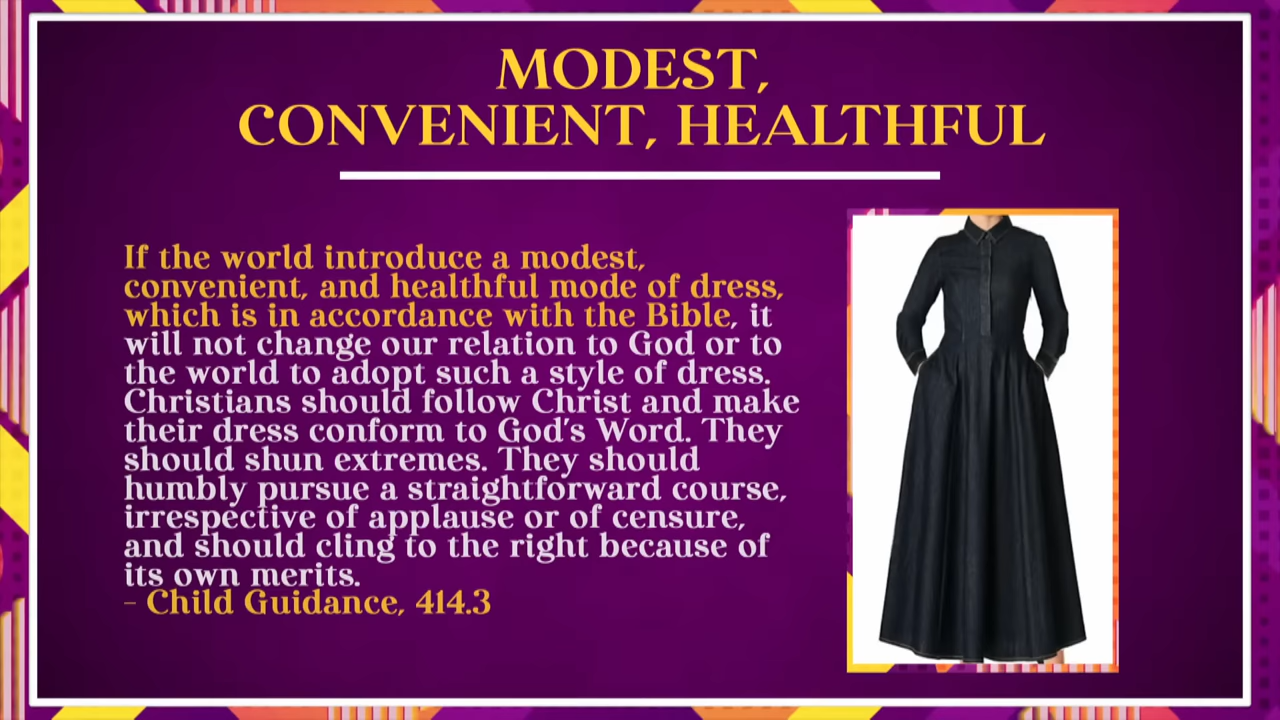 MODEST,
CONVENIENT, HEALTHFUL
If the world introduce a modest,
convenient, and healthful mode of dress,
which is in accordance with the Bible, it
will not change our relation to God or to
the world to adopt such a style of dress.
Christians should follow Christ and make
their dress conform to God's Word. They
should shun extremes. They should
humbly pursue a straightforward course,
irrespective of applause or of censure,
and should cling to the right because of
its own merits.
- Child Guidance, 414.3